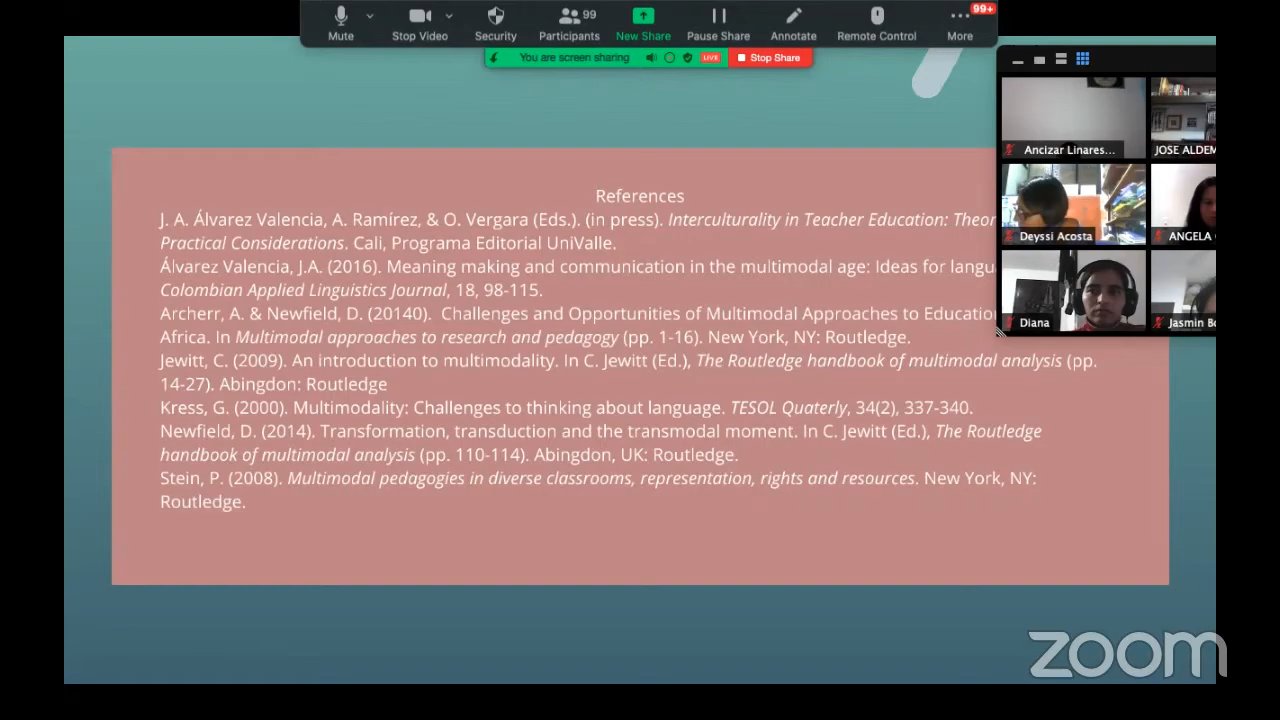 99+
99
Mute
Stop Video
Security
Participants
New Share
Pause Share
Annotate
Remote Control
More
You are screen sharing
LIVE
Stop Share
References
J. A. Álvarez Valencia, A. Ramírez, & O. Vergara (Eds.). (in press). Interculturality in Teacher Education: Theor
Practical Considerations. Cali, Programa Editorial UniValle.
Álvarez Valencia, J.A. (2016). Meaning making and communication in the multimodal age: Ideas for langu
Colombian Applied Linguistics Journal, 18, 98-115.
Archerr, A. & Newfield, D. (20140). Challenges and Opportunities of Multimodal Approaches to Education
Africa. In Multimodal approaches to research and pedagogy (pp. 1-16). New York, NY: Routledge.
Jewitt, C. (2009). An introduction to multimodality. In C. Jewitt (Ed.), The Routledge handbook of multimodal analysis (pp.
14-27). Abingdon: Routledge
Kress, G. (2000). Multimodality: Challenges to thinking about language. TESOL Quaterly, 34(2), 337-340.
Newfield, D. (2014). Transformation, transduction and the transmodal moment. In C. Jewitt (Ed.), The Routledge
handbook of multimodal analysis (pp. 110-114). Abingdon, UK: Routledge.
Stein, P. (2008). Multimodal pedagogies in diverse classrooms, representation, rights and resources. New York, NY:
Routledge.
Ancizar Linares...
JOSE ALDEM
Deyssi Acosta
ANGELA
Diana
Jasmin Bo
zoom